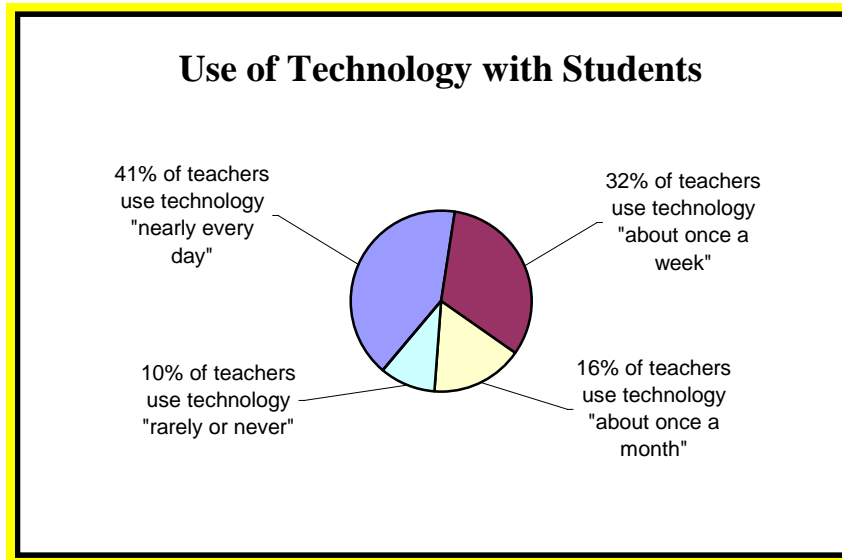 Use of Technology with Students
41% of teachers
use technology
"nearly every
day"
32% of teachers
use technology
"about once a
week"
10% of teachers
use technology
"rarely or never"
16% of teachers
use technology
"about once a
month"